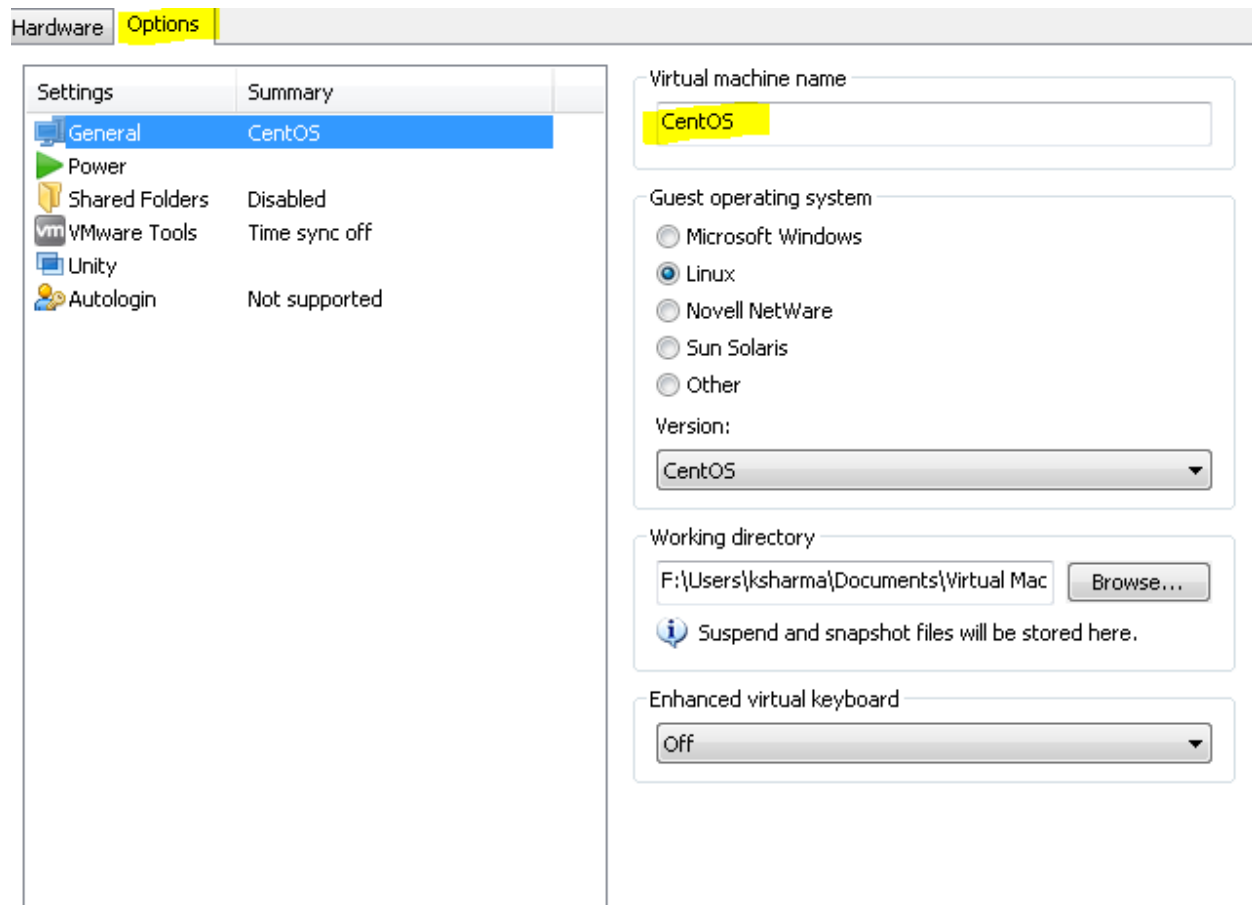 Hardware Options
Settings Summary
General CentOS
Power
Shared Folders Disabled
vm VMware Tools Time sync off
Unity
Autologin Not supported
Virtual machine name
CentOS
Guest operating system
Microsoft Windows
Linux
Novell NetWare
Sun Solaris
Other
Version:
CentOS
Working directory
F:\Users\ksharma\Documents\Virtual Mac Browse...
Suspend and snapshot files will be stored here.
Enhanced virtual keyboard
Off